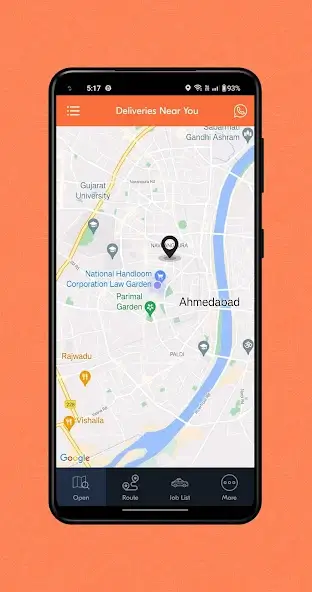 5:17
93%
Deliveries Near You
Sabarmati
Gandhi Ashram
Gujarat
University
National Handloom
Corporation Law Garden
Parimal
Garden
Ahmedabad
PALDI
Rajwadu
228
Vishalla
Google
Open
Route
Job List
More